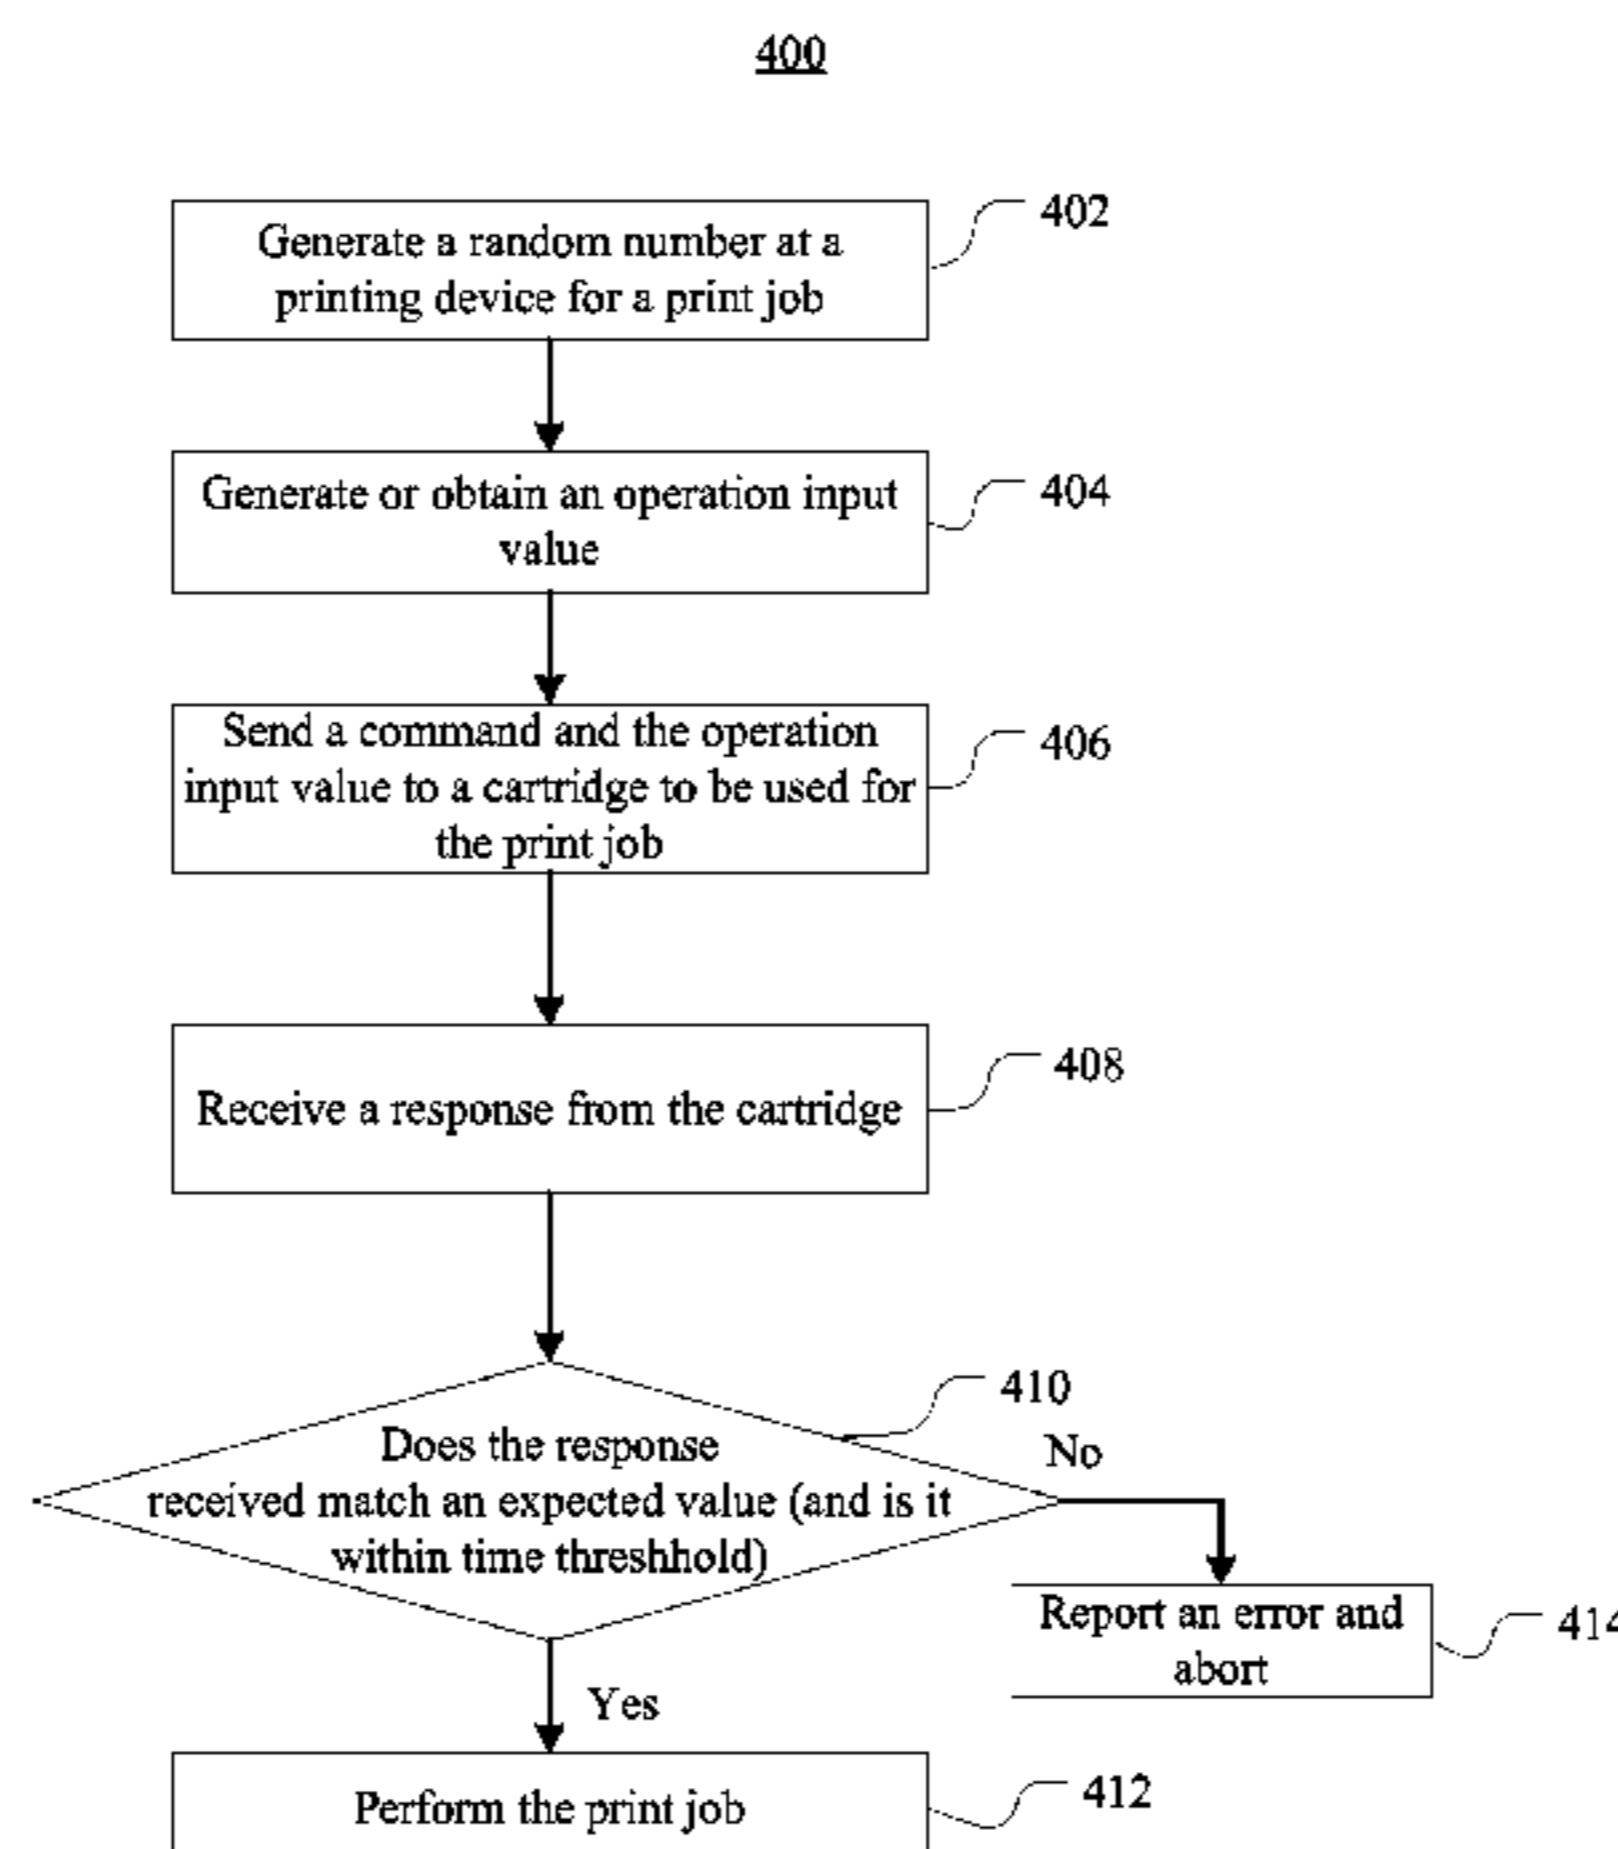 400
Generate a random number at a
printing device for a print job
402
Generate or obtain an operation input
value
404
Send a command and the operation
input value to a cartridge to be used for
the print job
406
Receive a response from the cartridge
408
Does the response
received match an expected value (and is it
within time threshhold)
410
No
Report an error and
abort
414
Yes
Perform the print job
412